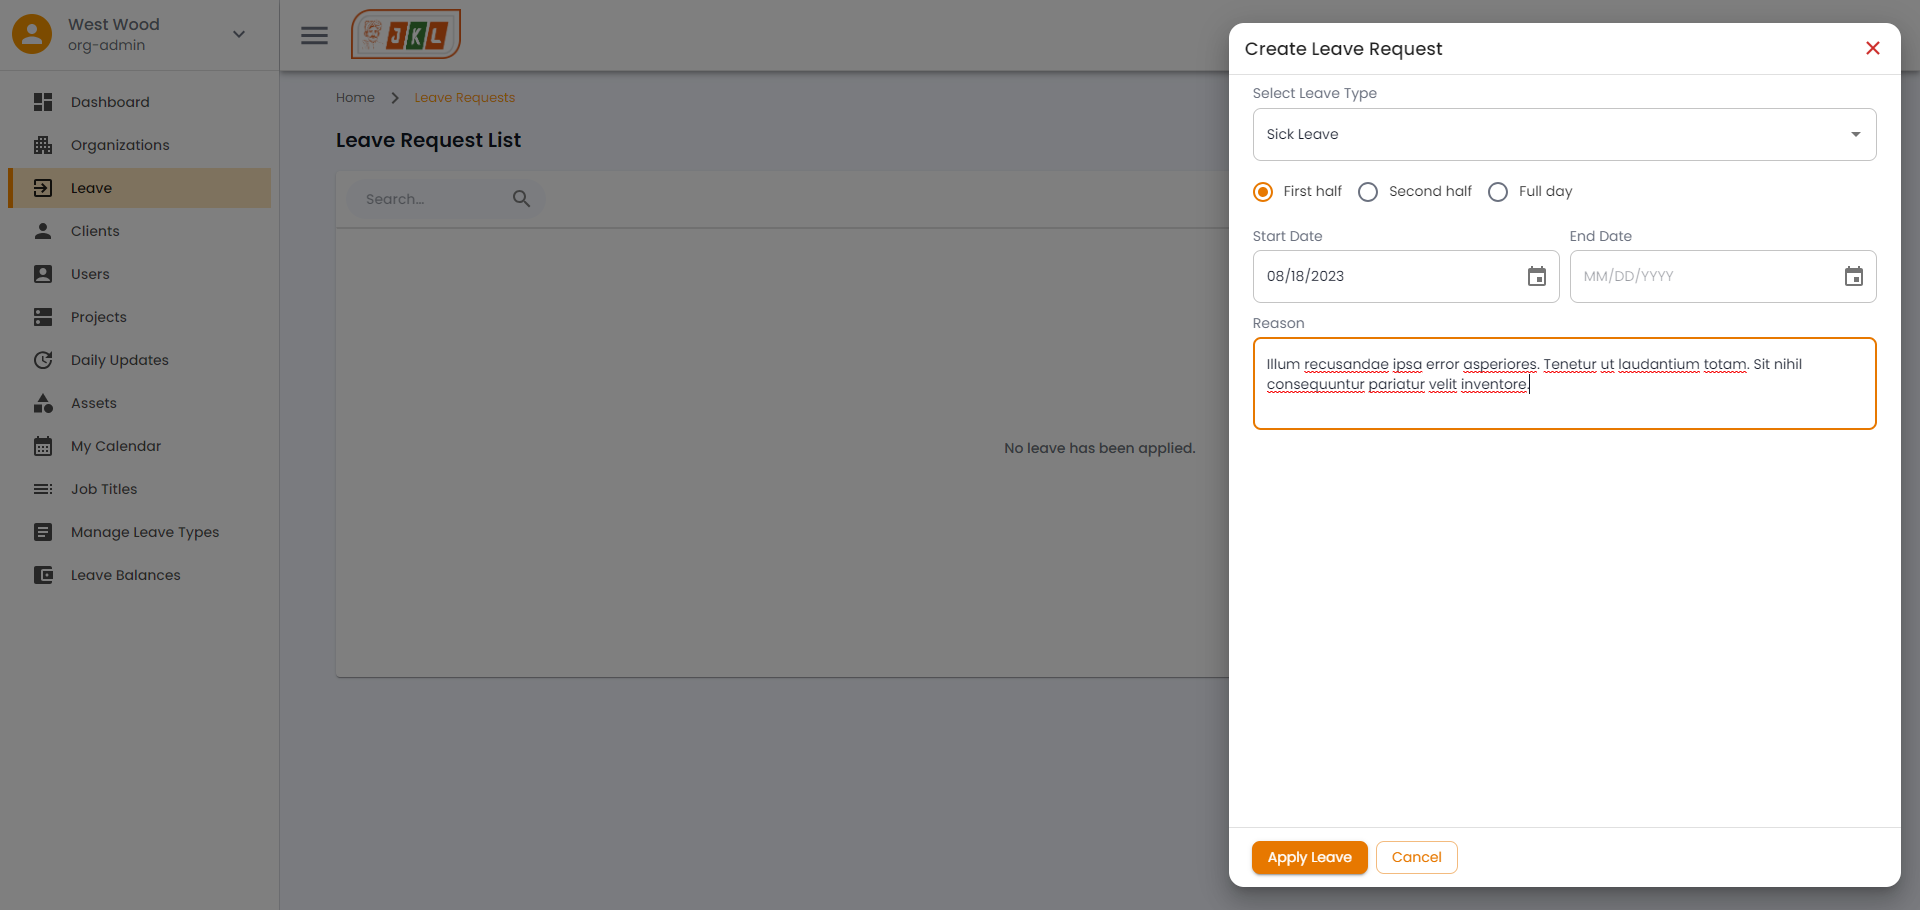 West Wood
org-admin
Dashboard
Organizations
Leave
Clients
Users
Projects
Daily Updates
Assets
My Calendar
Job Titles
Manage Leave Types
Leave Balances
JKL
Home
Leave Requests
Leave Request List
Search...
No leave has been applied.
Create Leave Request
Select Leave Type
Sick Leave
First half
Second half
Full day
Start Date
End Date
08/18/2023
MM/DD/YYYY
Reason
Illum recusandae ipsa error asperiores. Tenetur ut laudantium totam. Sit nihil
consequuntur pariatur velit inventore.
Apply Leave
Cancel